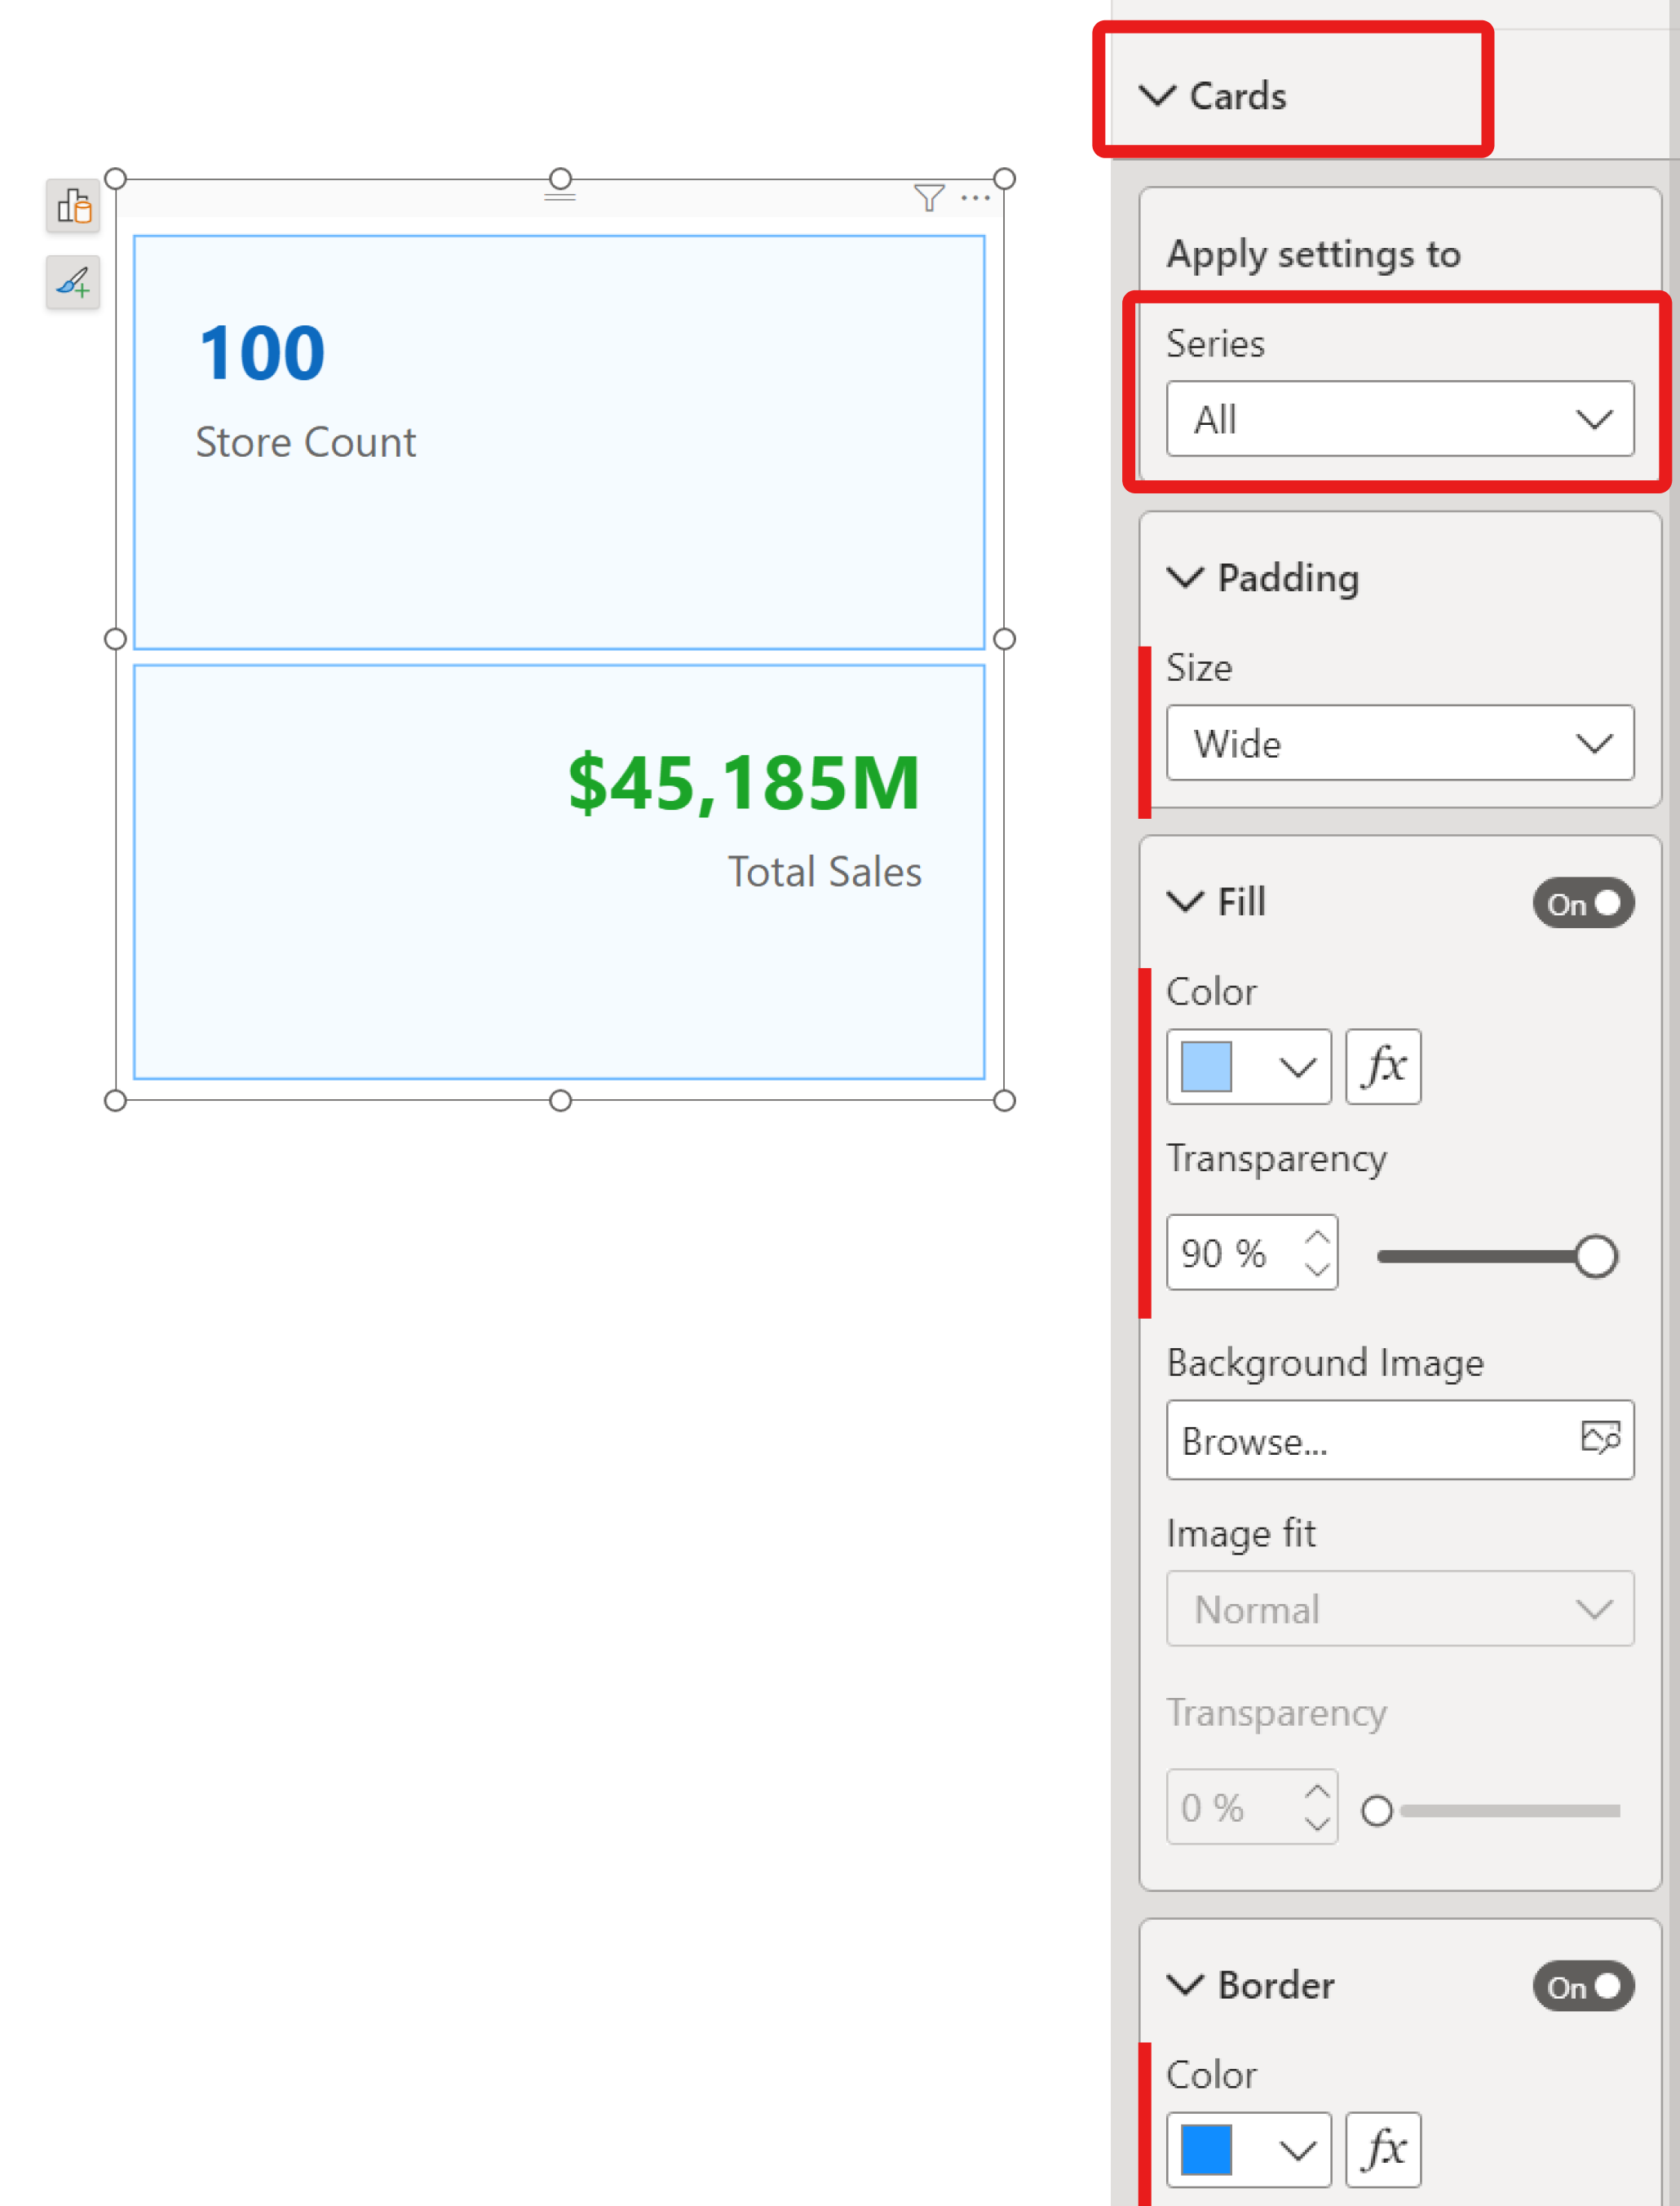 100
Store Count
$45,185M
Total Sales
Cards
Apply settings to
Series
All
Padding
Size
Wide
Fill
On
Color
fx
Transparency
90 %
Background Image
Browse...
Image fit
Normal
Transparency
0 %
Border
On
Color
fx